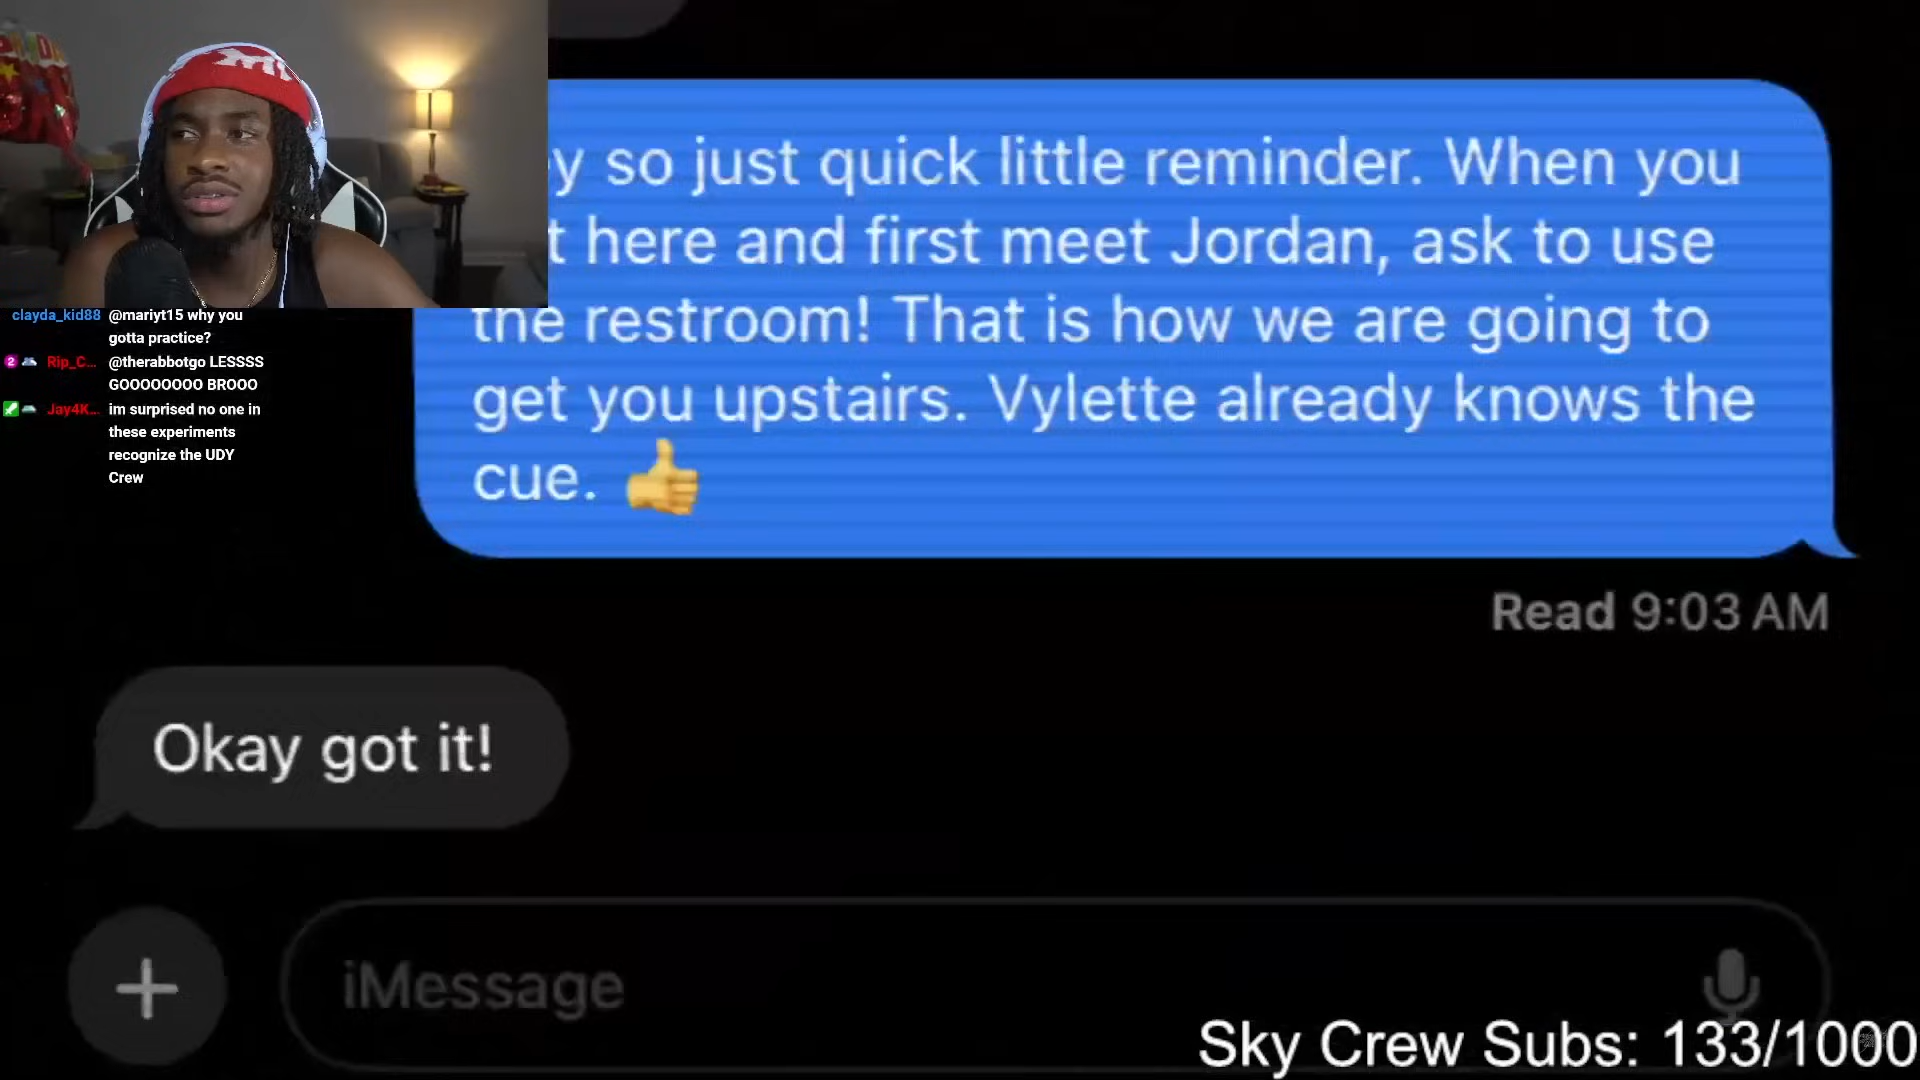 so just quick little reminder. When you
here and first meet Jordan, ask to use
the restroom! That is how we are going to
get you upstairs. Vylette already knows the
cue. 👍
Read 9:03 AM
Okay got it!
iMessage
clayda_kid88 @mariyt15 why you
gotta practice?
2 Rip_C... @therabbotgo LESSSS
GOOOOOOOO BROOO
Jay4K... im surprised no one in
these experiments
recognize the UDY
Crew
Sky Crew Subs: 133/1000